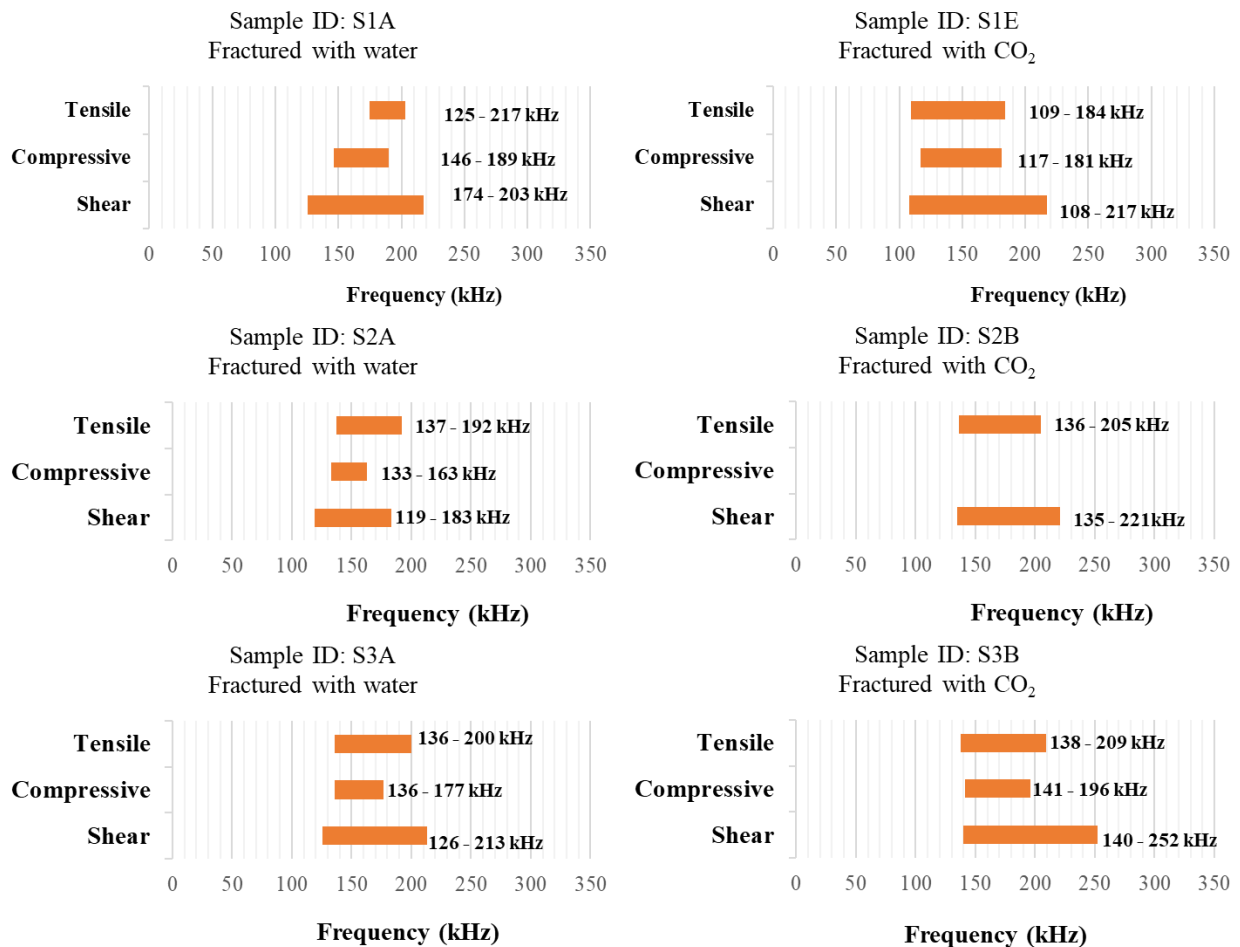 Sample ID: S1A
Fractured with water
Tensile
125 - 217 kHz
Compressive
146 - 189 kHz
Shear
174 - 203 kHz
0 50 100 150 200 250 300 350
Frequency (kHz)
Sample ID: S1E
Fractured with CO₂
Tensile
109 - 184 kHz
Compressive
117 - 181 kHz
Shear
108 - 217 kHz
0 50 100 150 200 250 300 350
Frequency (kHz)
Sample ID: S2A
Fractured with water
Tensile
137 - 192 kHz
Compressive
133 - 163 kHz
Shear
119 - 183 kHz
0 50 100 150 200 250 300 350
Frequency (kHz)
Sample ID: S2B
Fractured with CO₂
Tensile
136 - 205 kHz
Compressive
Shear
135 - 221kHz
0 50 100 150 200 250 300 350
Frequency (kHz)
Sample ID: S3A
Fractured with water
Tensile
136 - 200 kHz
Compressive
136 - 177 kHz
Shear
126 - 213 kHz
0 50 100 150 200 250 300 350
Frequency (kHz)
Sample ID: S3B
Fractured with CO₂
Tensile
138 - 209 kHz
Compressive
141 - 196 kHz
Shear
140 - 252 kHz
0 50 100 150 200 250 300 350
Frequency (kHz)